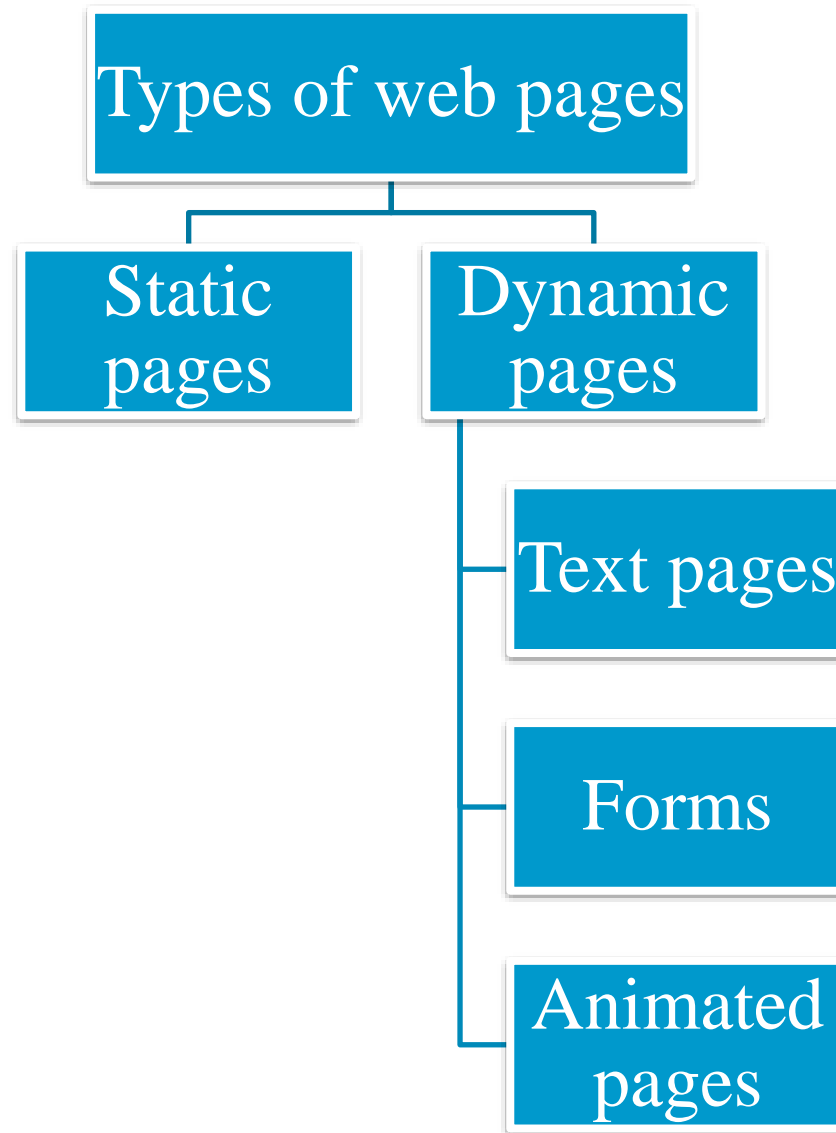 Types of web pages
Static
pages
Dynamic
pages
Text pages
Forms
Animated
pages